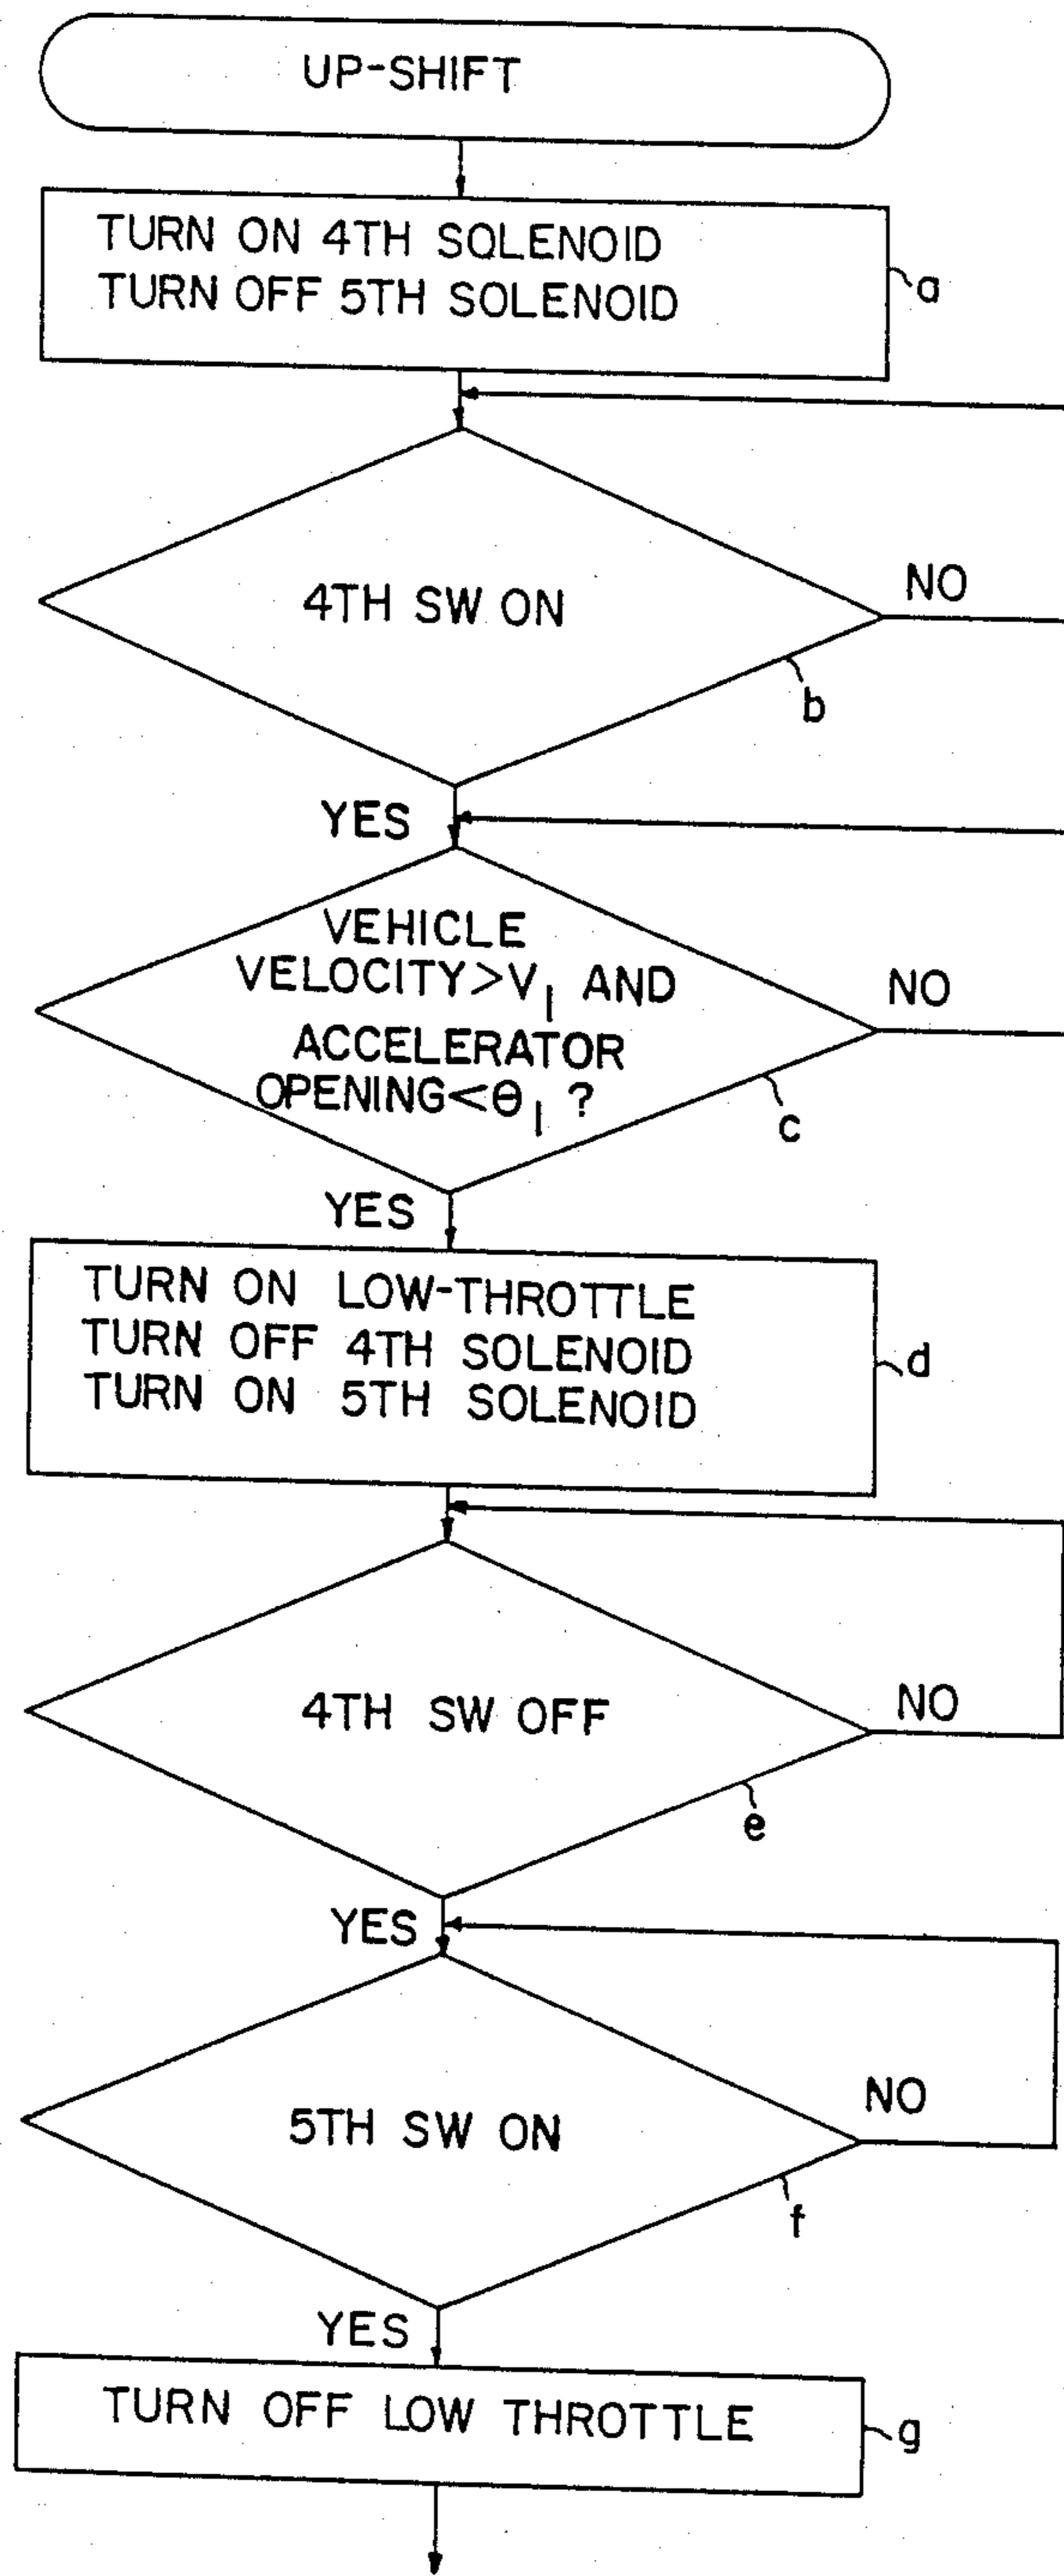 UP-SHIFT
TURN ON 4TH SOLENOID
TURN OFF 5TH SOLENOID
a
4TH SW ON
NO
b
YES
VEHICLE
VELOCITY>V1 AND
ACCELERATOR
OPENING<θ1 ?
NO
c
YES
TURN ON LOW-THROTTLE
TURN OFF 4TH SOLENOID
TURN ON 5TH SOLENOID
d
4TH SW OFF
NO
e
YES
5TH SW ON
NO
f
YES
TURN OFF LOW THROTTLE
g